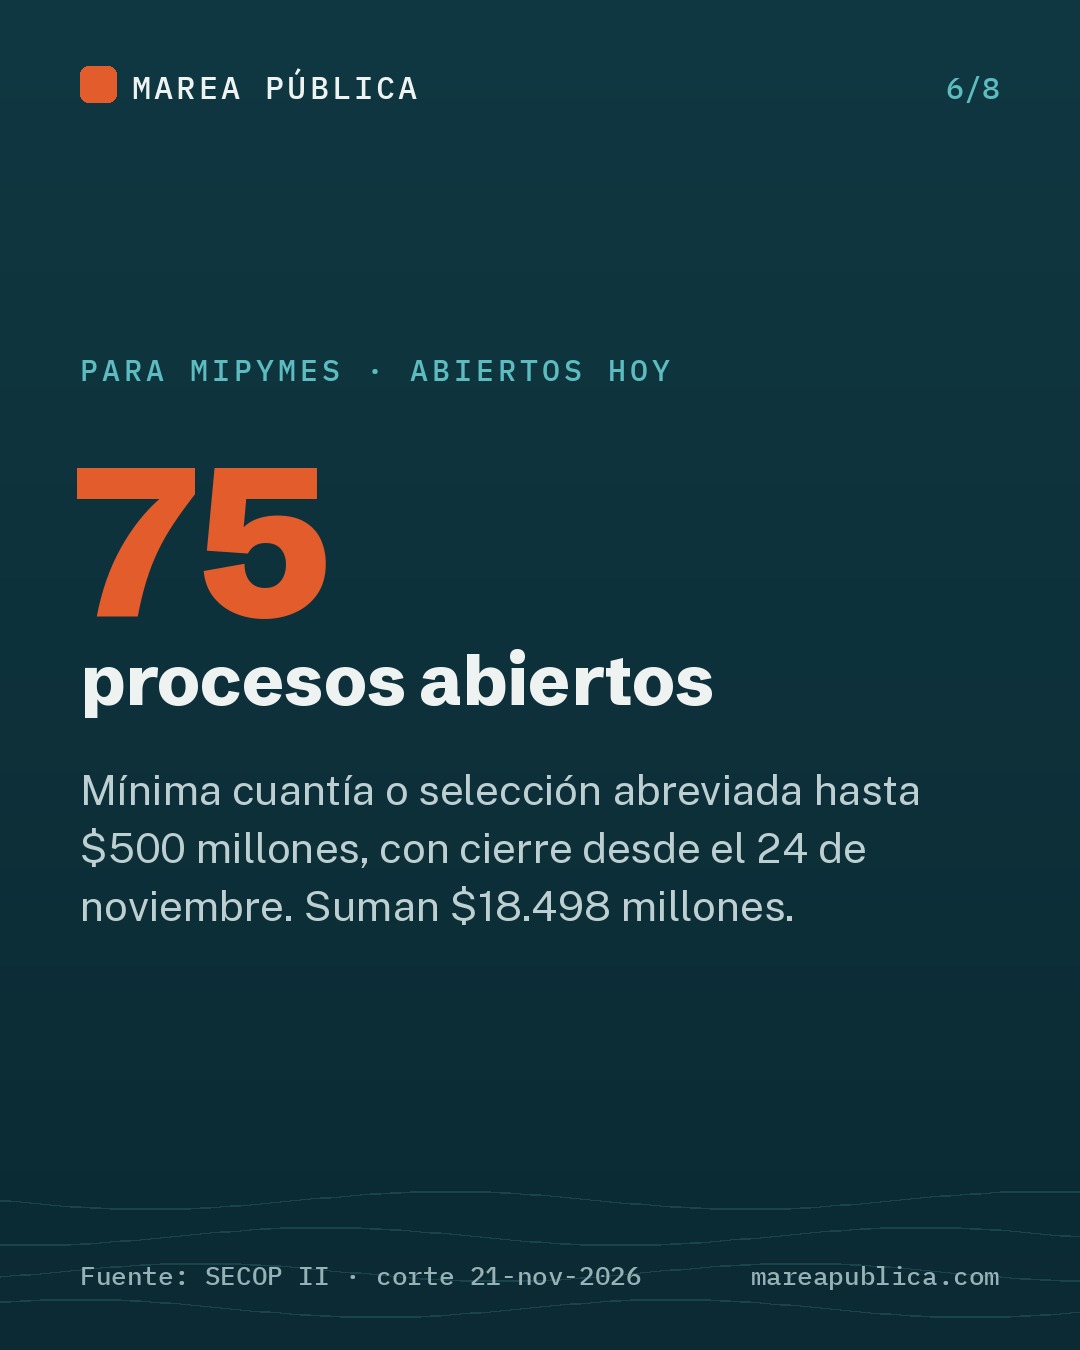 MAREA PÚBLICA
6/8
PARA MIPYMES · ABIERTOS HOY
75
procesos abiertos
Mínima cuantía o selección abreviada hasta
$500 millones, con cierre desde el 24 de
noviembre. Suman $18.498 millones.
Fuente: SECOP II · corte 21-nov-2026
mareapublica.com